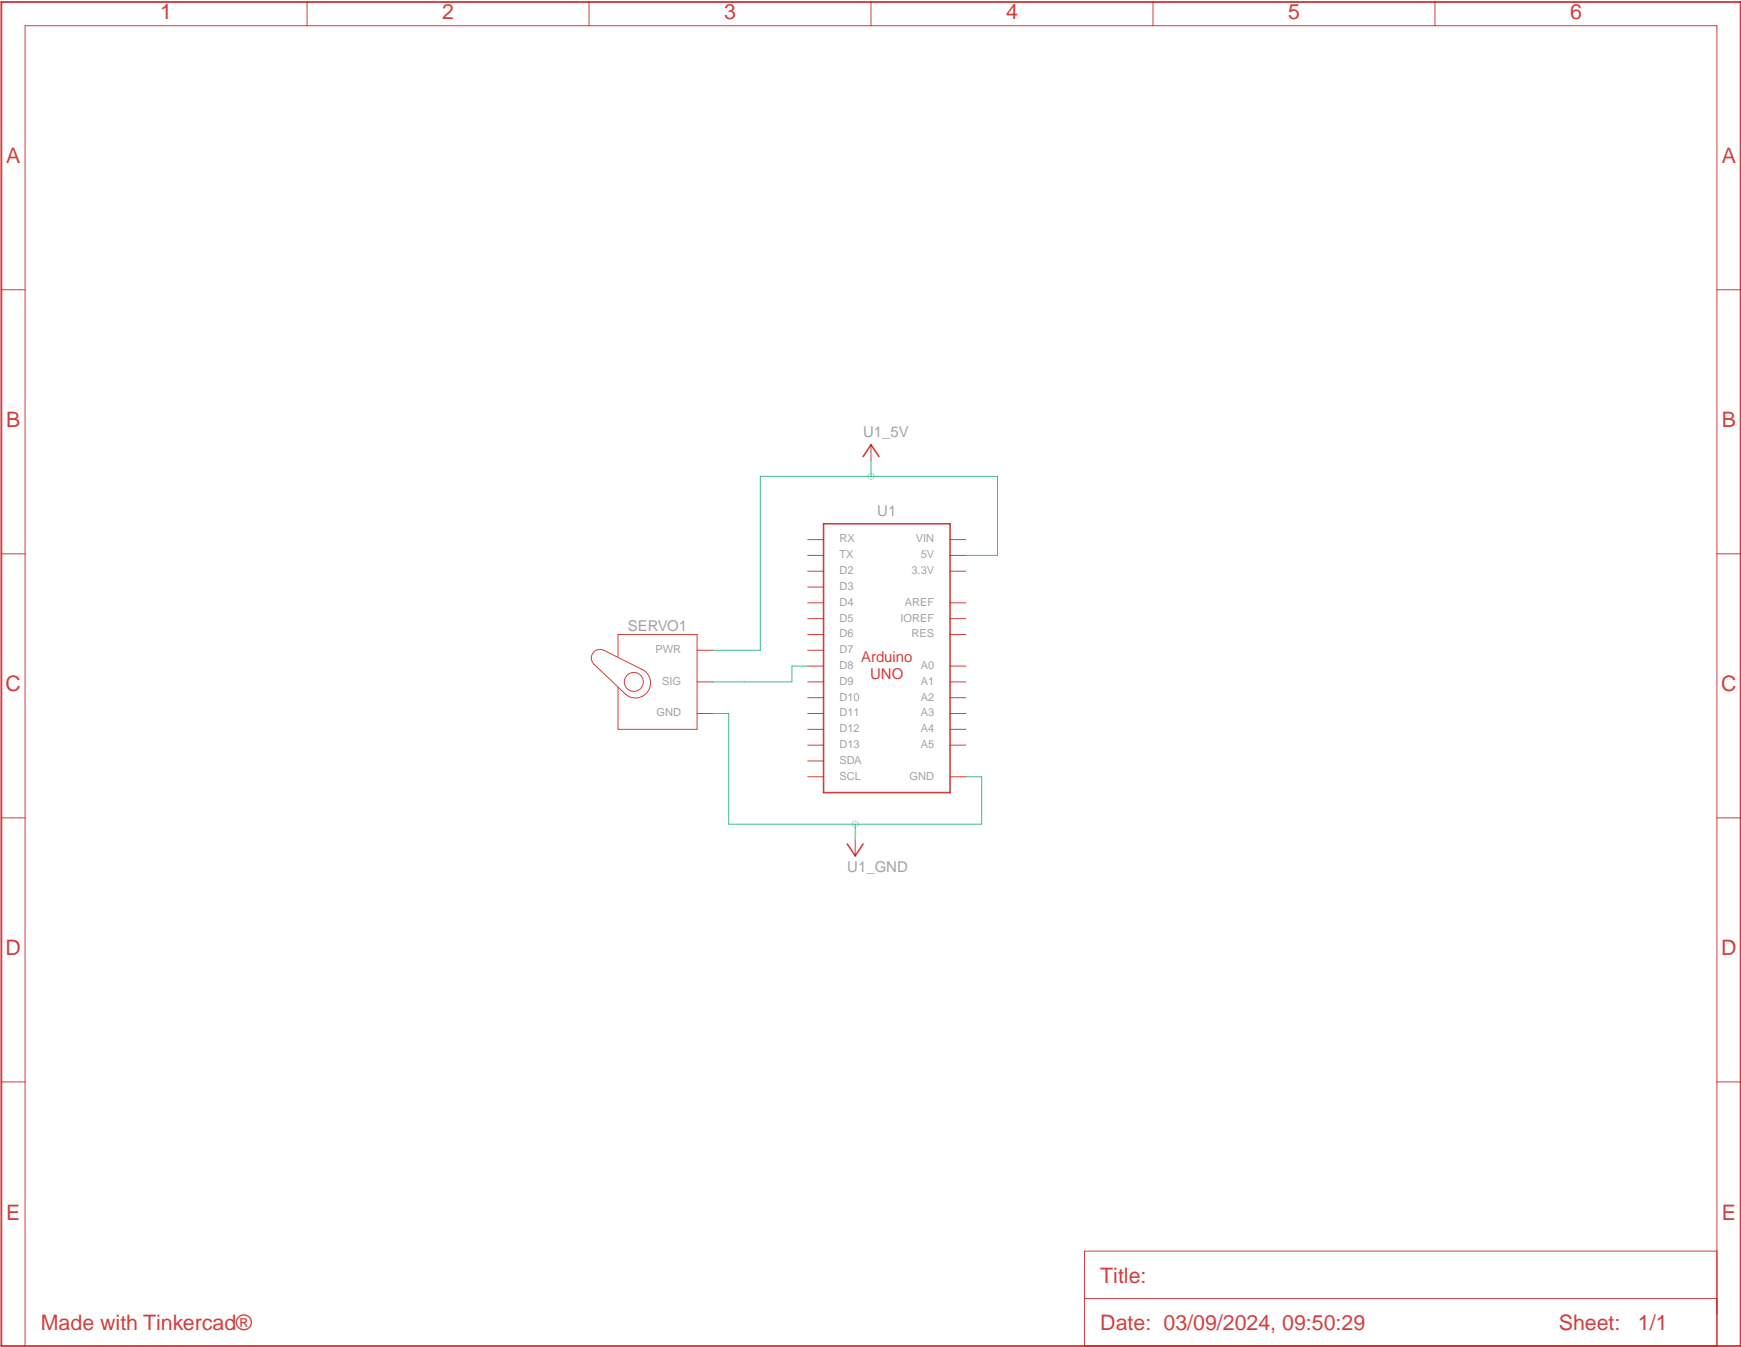 1 2 3 4 5 6
A A
B B
U1_5V
U1
RX VIN
TX 5V
D2 3.3V
D3
D4 AREF
D5 IOREF
SERVO1
D6 RES
PWR D7
Arduino
D8 A0
UNO
C SIG D9 A1 C
D10 A2
GND D11 A3
D12 A4
D13 A5
SDA
SCL GND
U1_GND
D D
E E
Title:
Made with Tinkercad® Date: 03/09/2024, 09:50:29 Sheet: 1/1